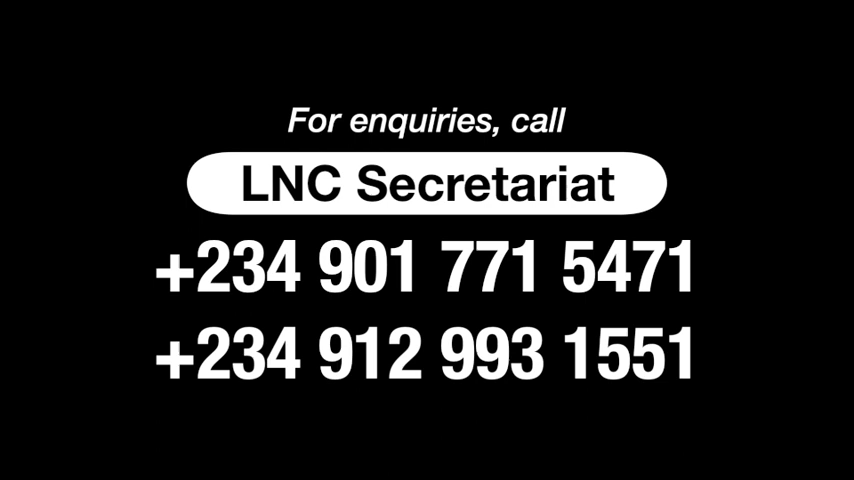 For enquiries, call
LNC Secretariat
+234 901 771 5471
+234 912 993 1551